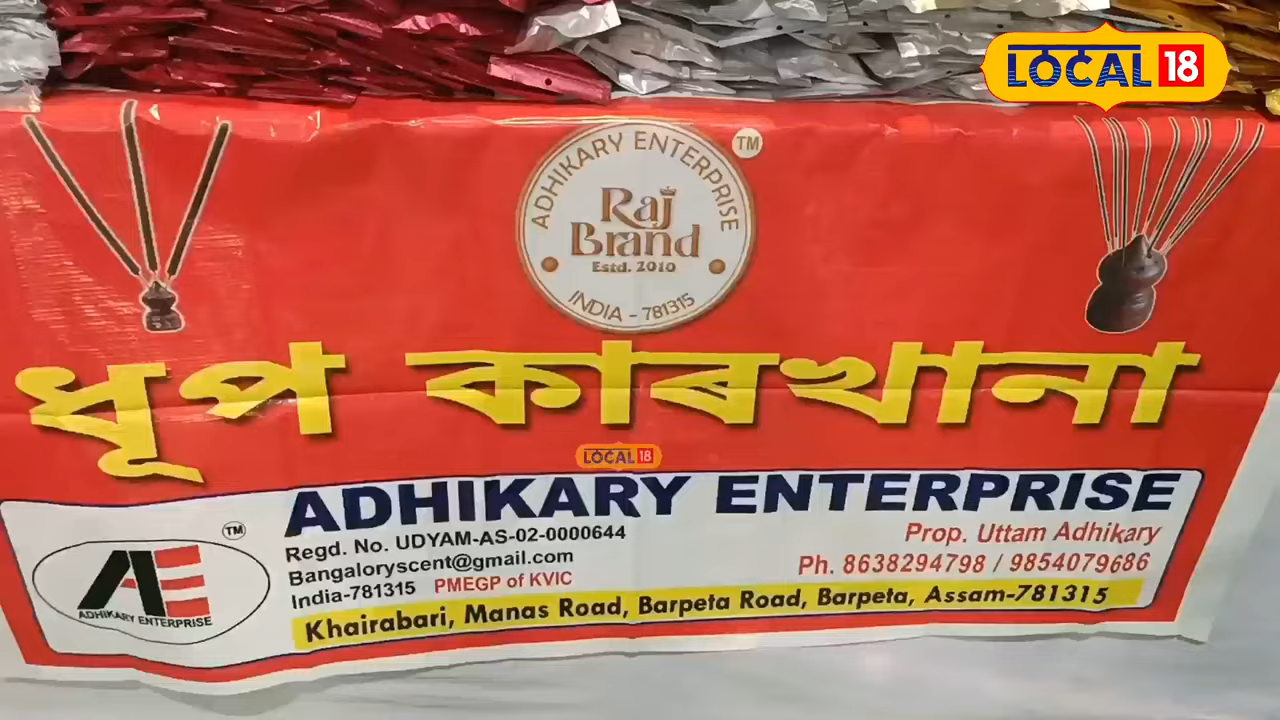 LOCAL 18
ADHIKARY ENTERPRISE
TM
Raj
Brand
Estd. 2010
INDIA - 781315
ধূপ কাৰখানা
LOCAL 18
ADHIKARY ENTERPRISE
Regd. No. UDYAM-AS-02-0000644
Prop. Uttam Adhikary
Bangaloryscent@gmail.com
Ph. 8638294798 / 9854079686
India-781315 PMEGP of KVIC
Khairabari, Manas Road, Barpeta Road, Barpeta, Assam-781315
TM
AE
ADHIKARY ENTERPRISE